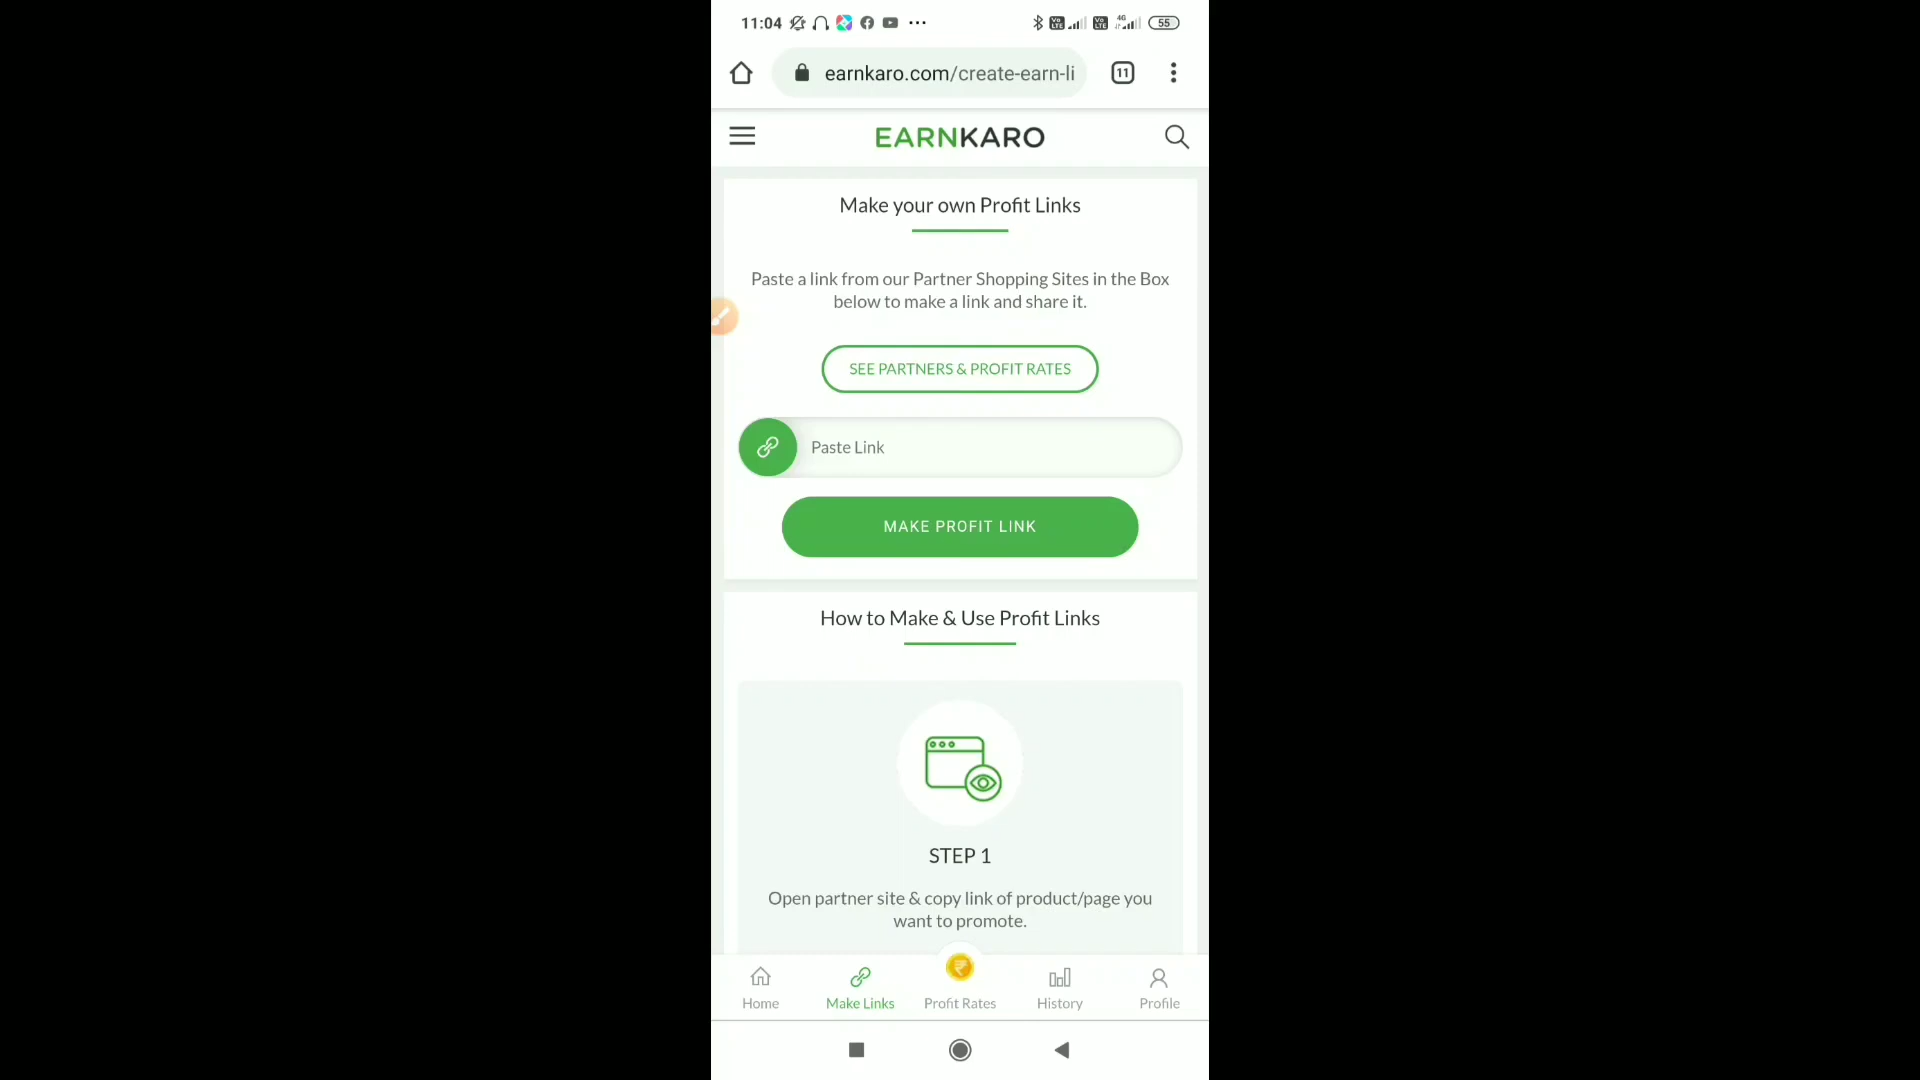 11:04
55
earnkaro.com/create-earn-li
11
EARNKARO
Make your own Profit Links
Paste a link from our Partner Shopping Sites in the Box
below to make a link and share it.
SEE PARTNERS & PROFIT RATES
Paste Link
MAKE PROFIT LINK
How to Make & Use Profit Links
STEP 1
Open partner site & copy link of product/page you
want to promote.
Home
Make Links
Profit Rates
History
Profile